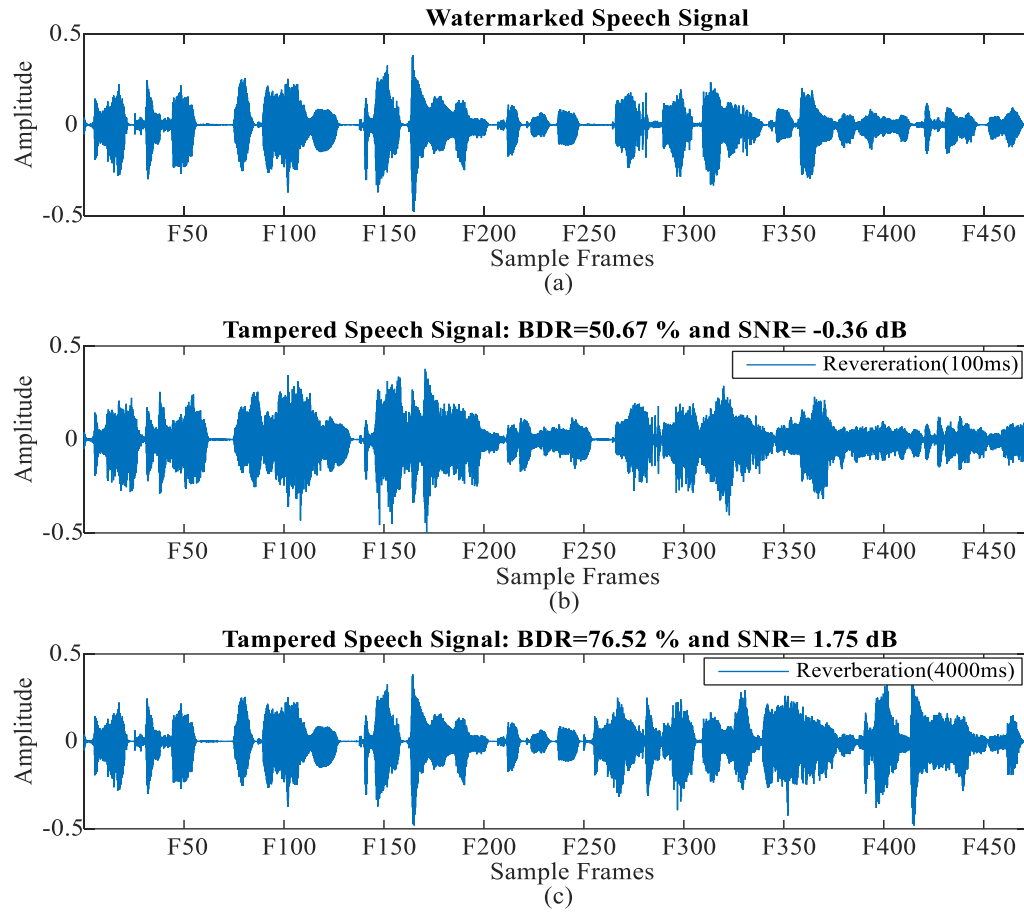 Watermarked Speech Signal
0.5
0
-0.5
Amplitude
F50 F100 F150 F200 F250 F300 F350 F400 F450
Sample Frames
(a)
Tampered Speech Signal: BDR=50.67 % and SNR= -0.36 dB
0.5
0
-0.5
Amplitude
Revereration(100ms)
F50 F100 F150 F200 F250 F300 F350 F400 F450
Sample Frames
(b)
Tampered Speech Signal: BDR=76.52 % and SNR= 1.75 dB
0.5
0
-0.5
Amplitude
Reverberation(4000ms)
F50 F100 F150 F200 F250 F300 F350 F400 F450
Sample Frames
(c)